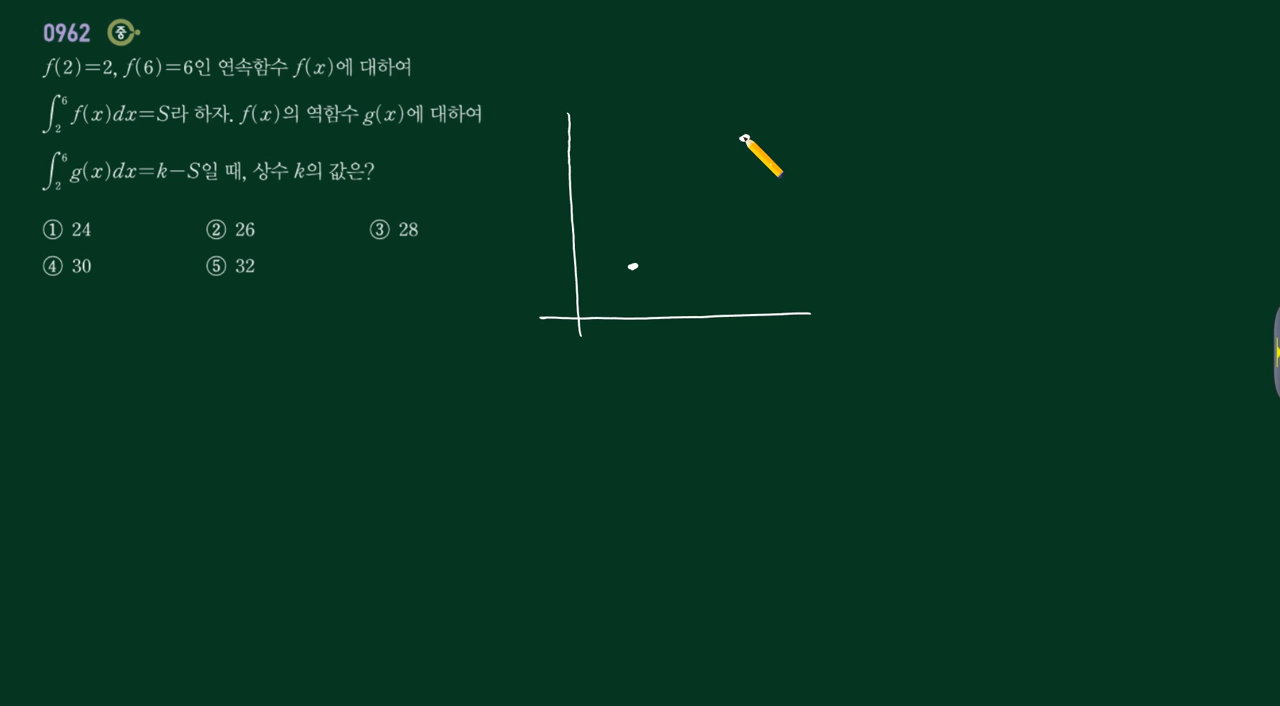 0962 중
f(2)=2, f(6)=6인 연속함수 f(x)에 대하여
∫₂⁶ f(x)dx=S라 하자. f(x)의 역함수 g(x)에 대하여
∫₂⁶ g(x)dx=k-S일 때, 상수 k의 값은?
① 24 ② 26 ③ 28
④ 30 ⑤ 32